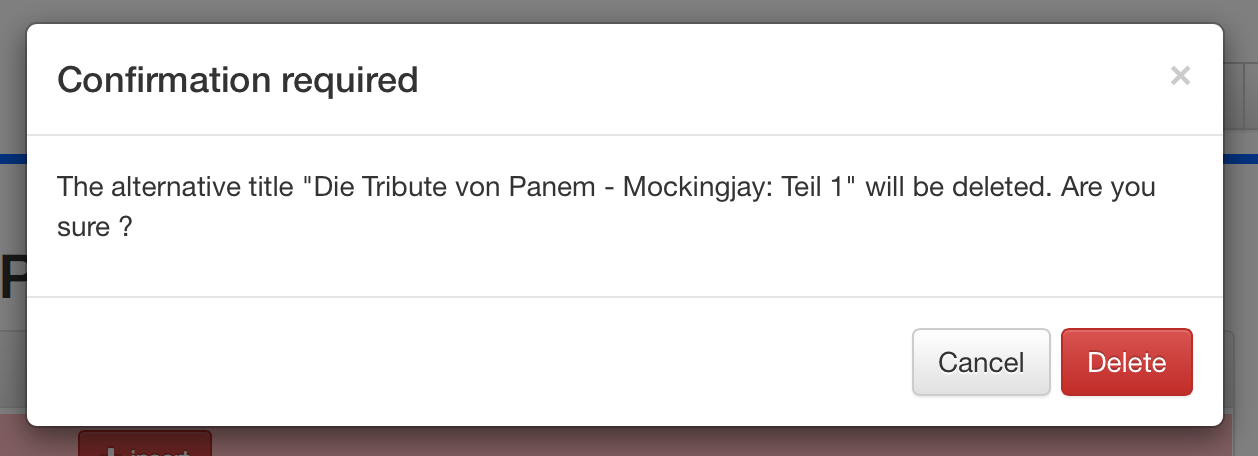 Confirmation required
×
The alternative title "Die Tribute von Panem - Mockingjay: Teil 1" will be deleted. Are you
sure ?
P
Cancel
Delete
insert